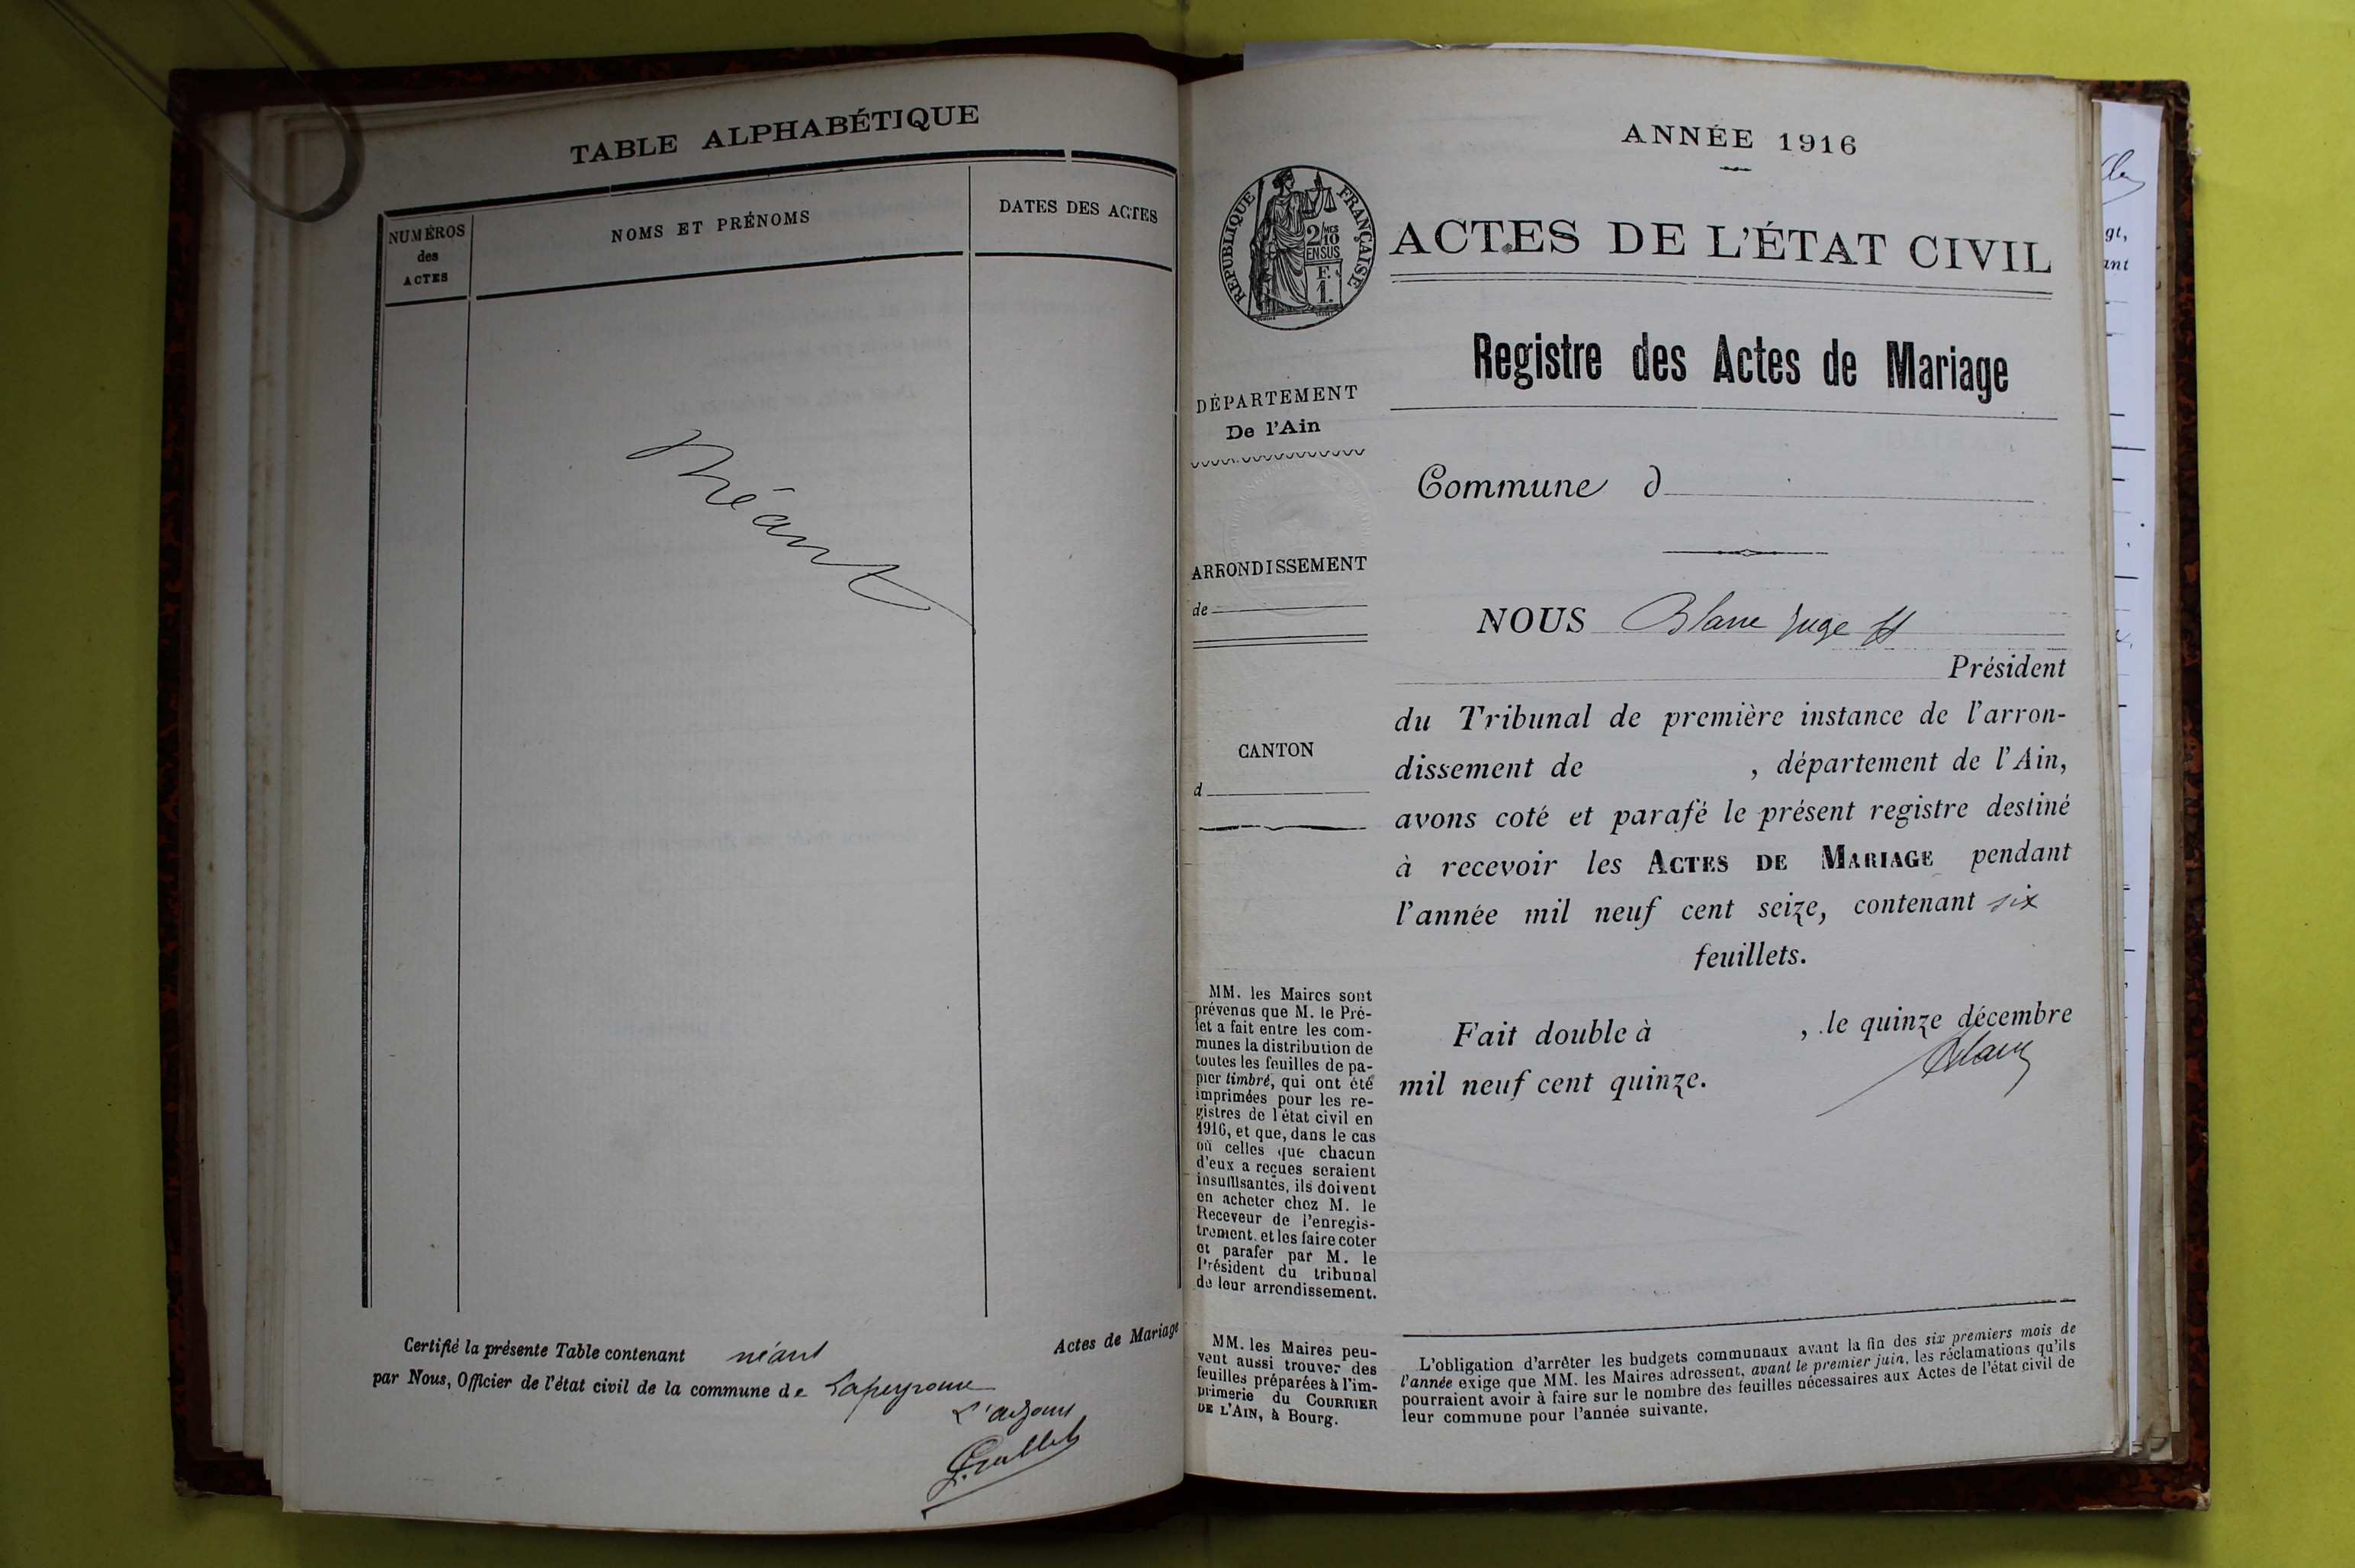 TABLE ALPHABÉTIQUE
NUMÉROS
des
ACTES
NOMS ET PRÉNOMS
DATES DES ACTES
Néant
Certifié la présente Table contenant néant Actes de Mariage
par Nous, Officier de l'état civil de la commune de Lapeyrouse
L'adjoint
ANNÉE 1916
RÉPUBLIQUE FRANÇAISE
2/10 MES
EN SUS
F.
1.
ACTES DE L'ÉTAT CIVIL
Registre des Actes de Mariage
DÉPARTEMENT
De l'Ain
ARRONDISSEMENT
de
CANTON
d
MM. les Maires sont
prévenus que M. le Pré-
fet a fait entre les com-
munes la distribution de
toutes les feuilles de pa-
pier timbré, qui ont été
imprimées pour les re-
gistres de l'état civil en
1916, et que, dans le cas
où celles que chacun
d'eux a reçues seraient
insuffisantes, ils doivent
en acheter chez M. le
Receveur de l'enregis-
trement, et les faire coter
et parafer par M. le
Président du tribunal
de leur arrondissement.
MM. les Maires peu-
vent aussi trouver des
feuilles préparées à l'im-
primerie du COURRIER
DE L'AIN, à Bourg.
Commune d
NOUS Blanc juge
Président
du Tribunal de première instance de l'arron-
dissement de , département de l'Ain,
avons coté et parafé le présent registre destiné
à recevoir les ACTES DE MARIAGE pendant
l'année mil neuf cent seize, contenant six
feuillets.
Fait double à , le quinze décembre
mil neuf cent quinze.
Blanc
L'obligation d'arrêter les budgets communaux avant la fin des six premiers mois de
l'année exige que MM. les Maires adressent, avant le premier juin, les réclamations qu'ils
pourraient avoir à faire sur le nombre des feuilles nécessaires aux Actes de l'état civil de
leur commune pour l'année suivante.